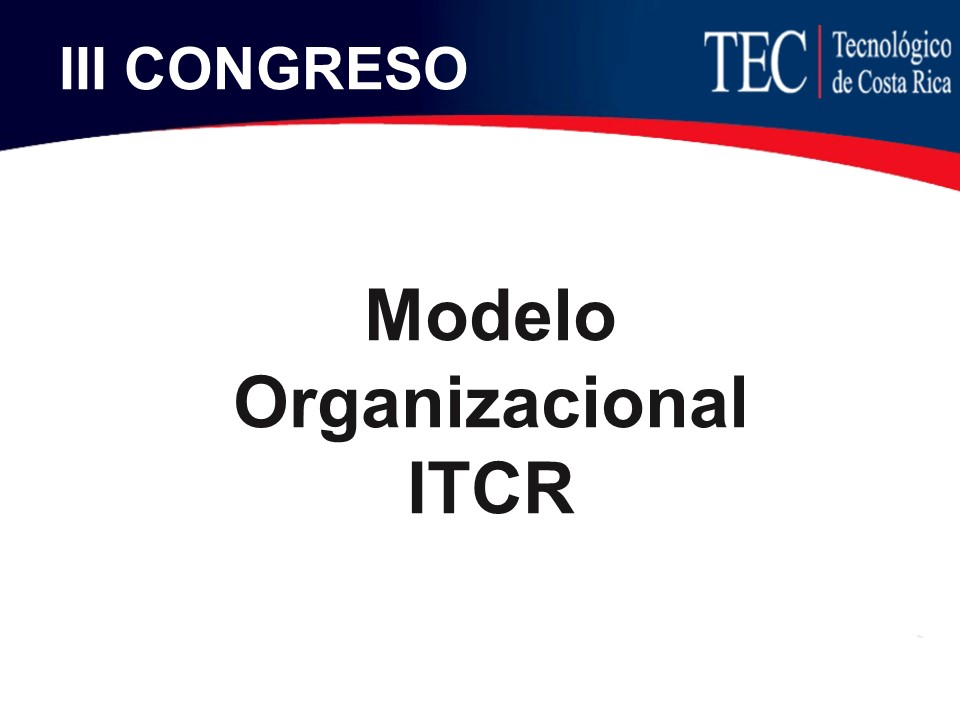 III CONGRESO
TEC
Tecnológico
de Costa Rica
Modelo
Organizacional
ITCR